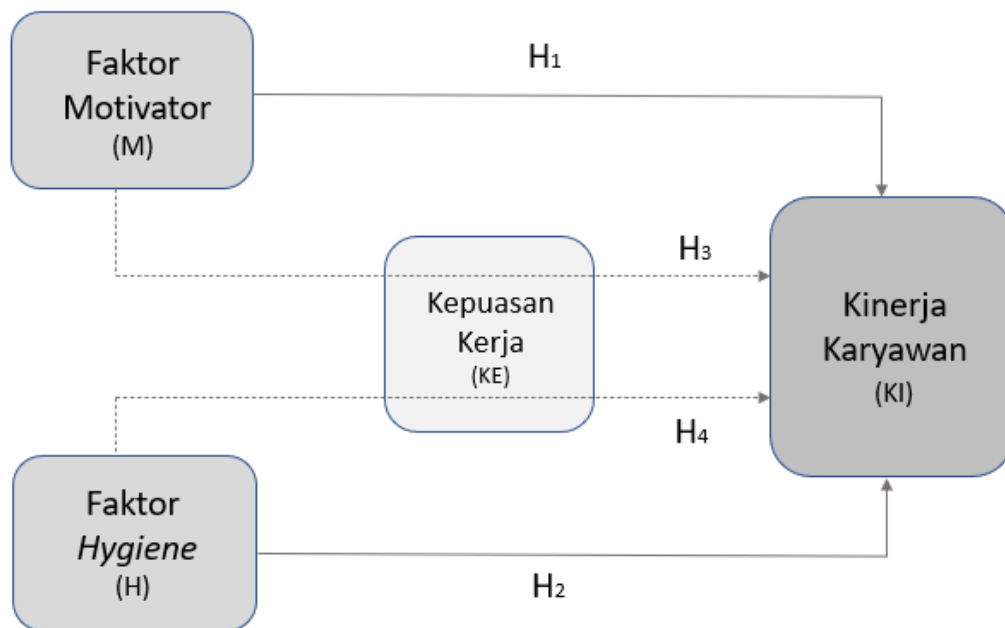 Faktor
Motivator
(M)
H1
H3
Kepuasan
Kerja
(KE)
Kinerja
Karyawan
(KI)
H4
Faktor
Hygiene
(H)
H2